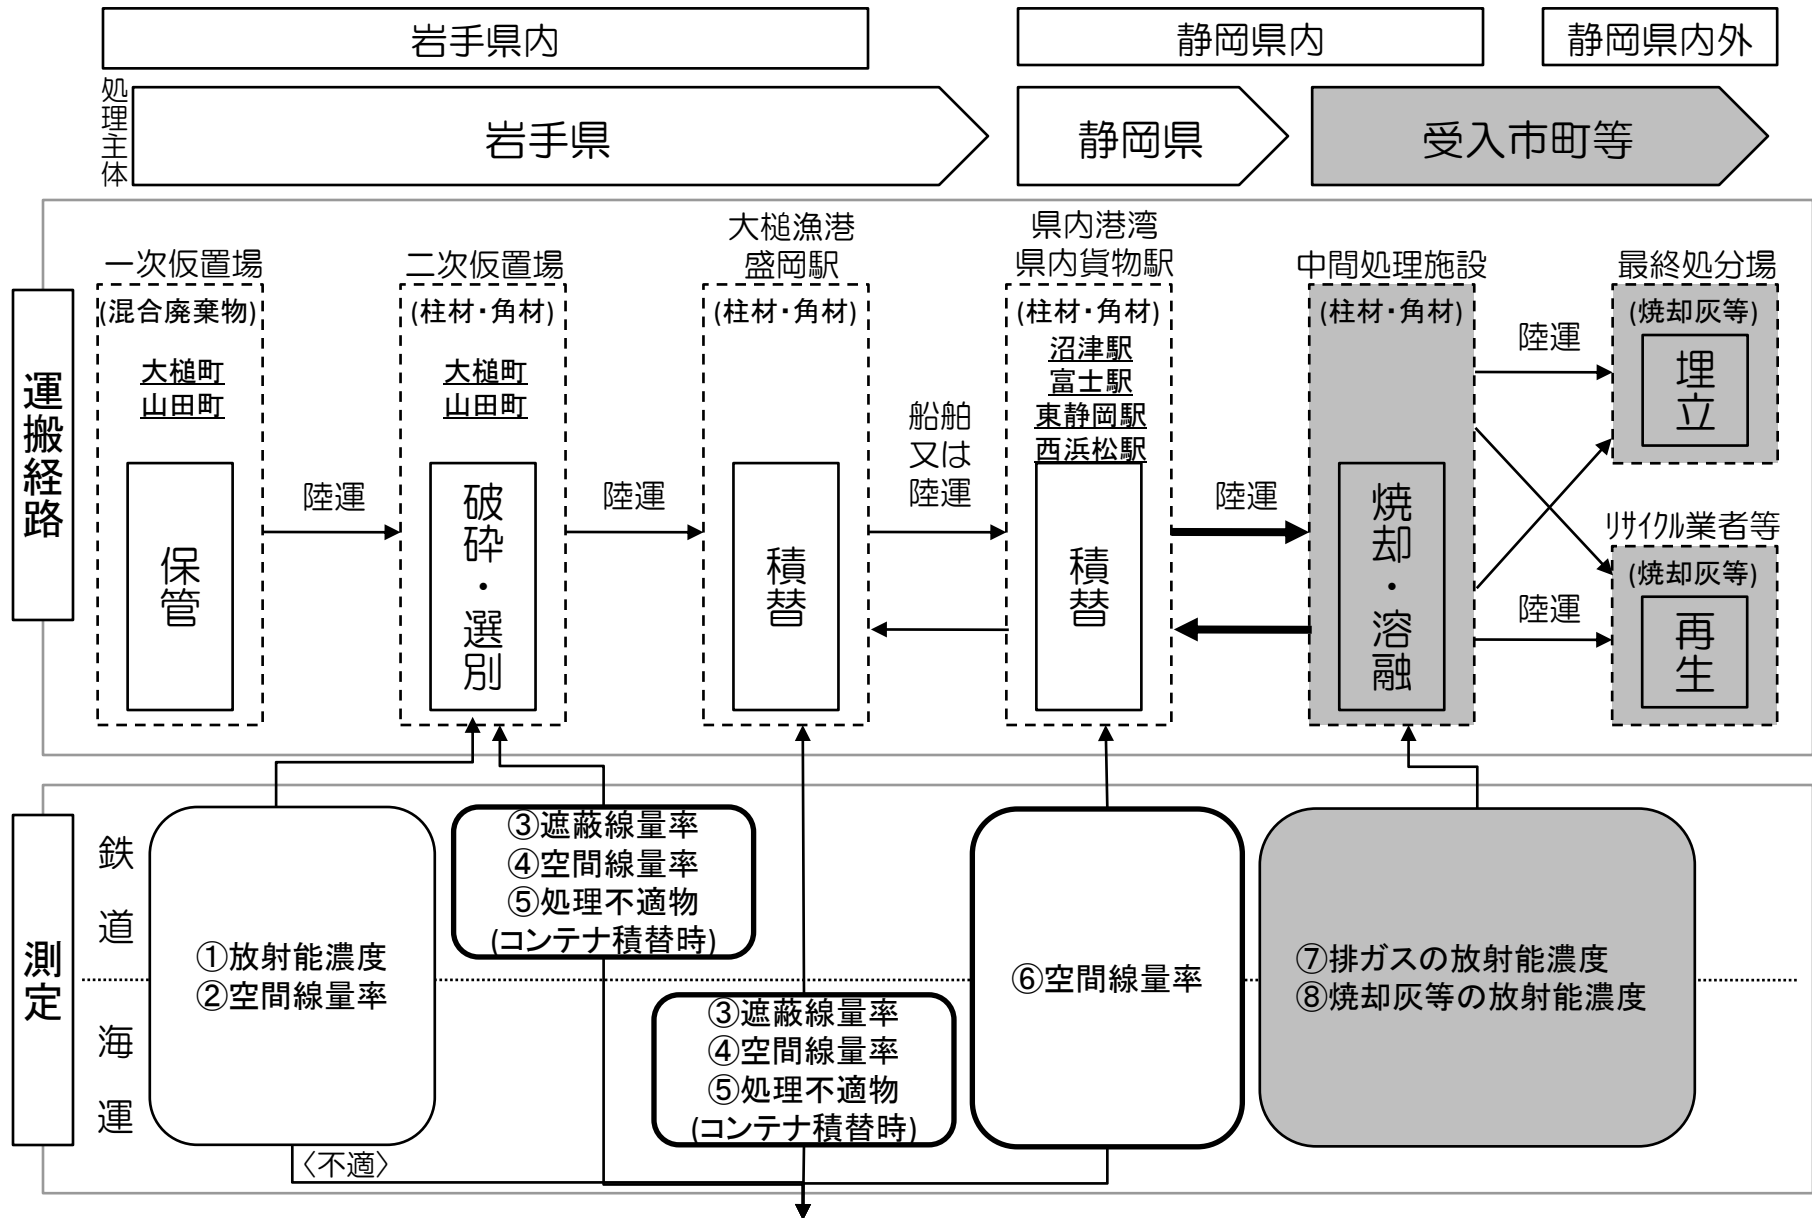 岩手県内
静岡県内
静岡県内外
処理主体
岩手県
静岡県
受入市町等
運搬経路
一次仮置場
(混合廃棄物)
大槌町
山田町
保管
陸運
二次仮置場
(柱材・角材)
大槌町
山田町
破砕・選別
陸運
大槌漁港
盛岡駅
(柱材・角材)
積替
船舶
又は
陸運
県内港湾
県内貨物駅
(柱材・角材)
沼津駅
富士駅
東静岡駅
西浜松駅
積替
陸運
中間処理施設
(柱材・角材)
焼却・溶融
陸運
陸運
最終処分場
(焼却灰等)
埋立
リサイクル業者等
(焼却灰等)
再生
測定
鉄道
海運
①放射能濃度
②空間線量率
③遮蔽線量率
④空間線量率
⑤処理不適物
(コンテナ積替時)
③遮蔽線量率
④空間線量率
⑤処理不適物
(コンテナ積替時)
⑥空間線量率
⑦排ガスの放射能濃度
⑧焼却灰等の放射能濃度
〈不適〉